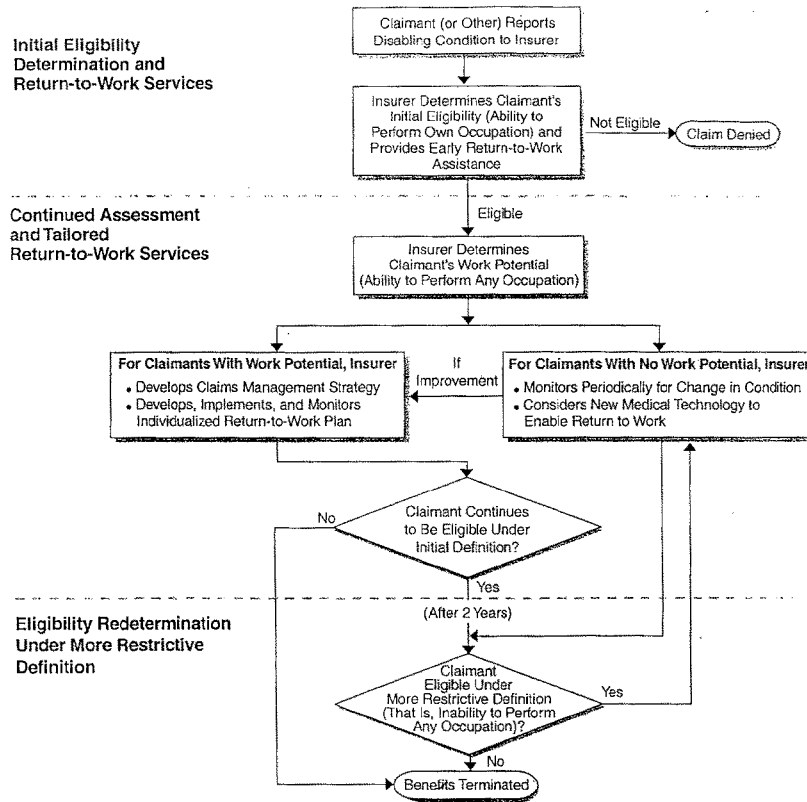 Initial Eligibility
Determination and
Return-to-Work Services
Claimant (or Other) Reports
Disabling Condition to Insurer
Insurer Determines Claimant's
Initial Eligibility (Ability to
Perform Own Occupation) and
Provides Early Return-to-Work
Assistance
Not Eligible
Claim Denied
Continued Assessment
and Tailored
Return-to-Work Services
Eligible
Insurer Determines
Claimant's Work Potential
(Ability to Perform Any Occupation)
For Claimants With Work Potential, Insurer
• Develops Claims Management Strategy
• Develops, Implements, and Monitors
Individualized Return-to-Work Plan
If
Improvement
For Claimants With No Work Potential, Insurer
• Monitors Periodically for Change in Condition
• Considers New Medical Technology to
Enable Return to Work
No
Claimant Continues
to Be Eligible Under
Initial Definition?
Yes
(After 2 Years)
Eligibility Redetermination
Under More Restrictive
Definition
Claimant
Eligible Under
More Restrictive Definition
(That Is, Inability to Perform
Any Occupation)?
Yes
No
Benefits Terminated